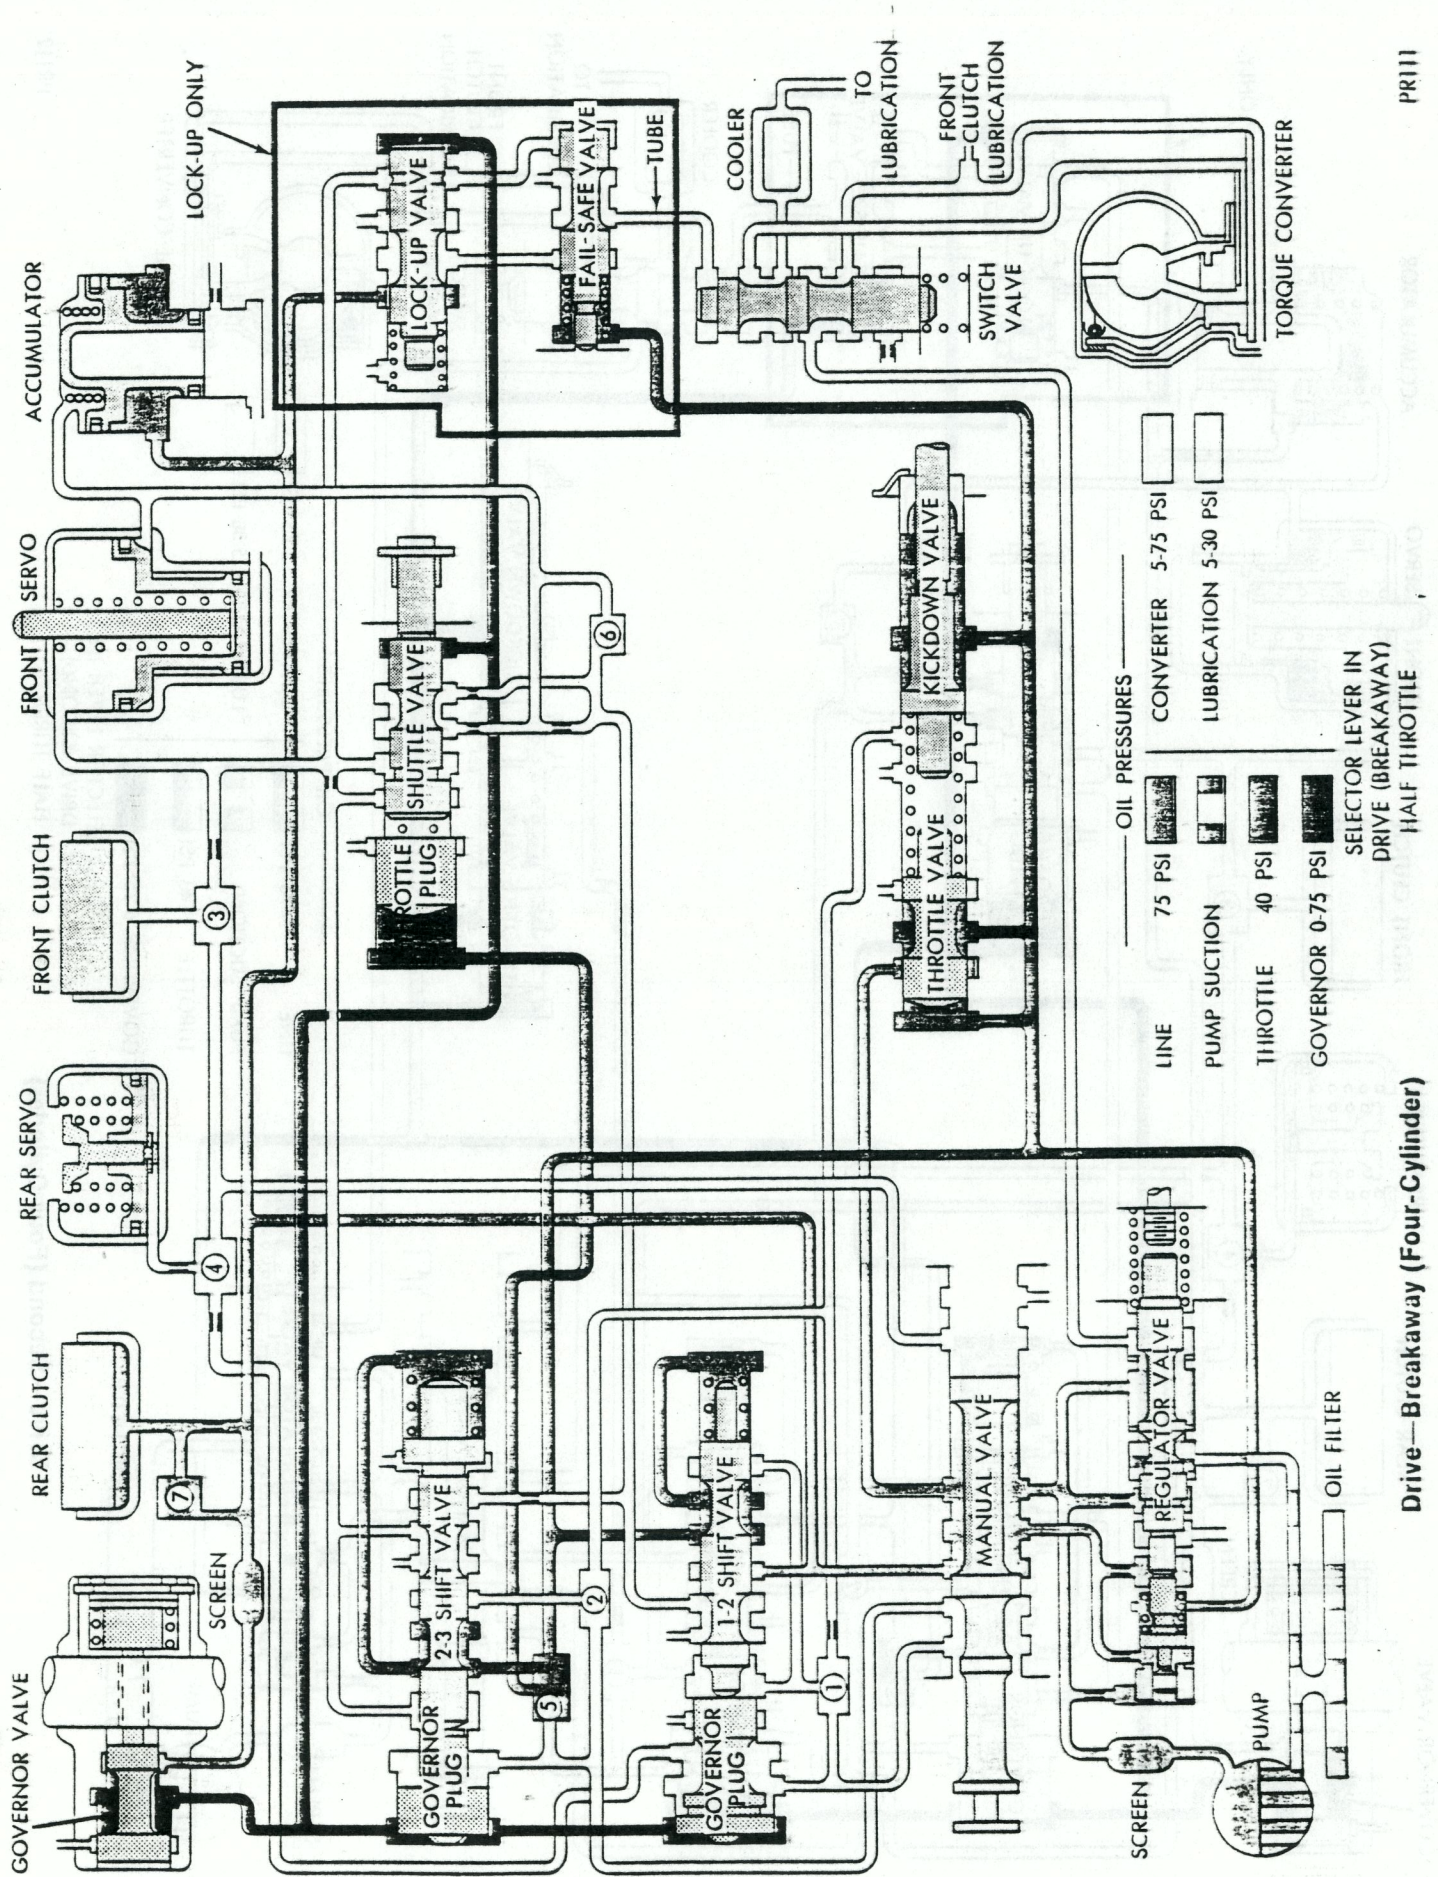 GOVERNOR VALVE
REAR CLUTCH
REAR SERVO
FRONT CLUTCH
FRONT SERVO
ACCUMULATOR
LOCK-UP ONLY
SCREEN
7
4
3
6
5
2
1
GOVERNOR
PLUG
2-3 SHIFT VALVE
ROTTLE
PLUG
SHUTTLE VALVE
LOCK-UP VALVE
FAIL-SAFE VALVE
TUBE
GOVERNOR
PLUG
1-2 SHIFT VALVE
COOLER
TO
LUBRICATION
FRONT
CLUTCH
LUBRICATION
SWITCH
VALVE
THROTTLE VALVE
KICKDOWN VALVE
MANUAL VALVE
REGULATOR VALVE
SCREEN
PUMP
OIL FILTER
TORQUE CONVERTER
OIL PRESSURES
LINE 75 PSI
PUMP SUCTION
THROTTLE 40 PSI
GOVERNOR 0-75 PSI
CONVERTER 5-75 PSI
LUBRICATION 5-30 PSI
SELECTOR LEVER IN
DRIVE (BREAKAWAY)
HALF THROTTLE
Drive—Breakaway (Four-Cylinder)
PR111